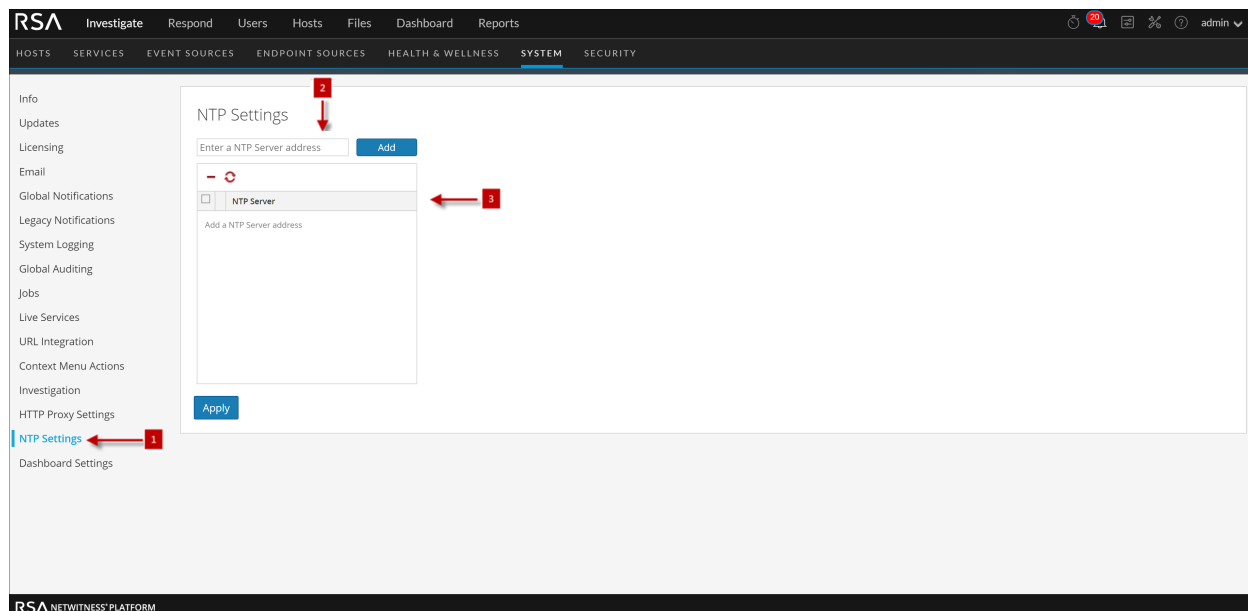 RSA Investigate Respond Users Hosts Files Dashboard Reports 20 admin
HOSTS SERVICES EVENT SOURCES ENDPOINT SOURCES HEALTH & WELLNESS SYSTEM SECURITY
Info
Updates
Licensing
Email
Global Notifications
Legacy Notifications
System Logging
Global Auditing
Jobs
Live Services
URL Integration
Context Menu Actions
Investigation
HTTP Proxy Settings
NTP Settings 1
Dashboard Settings
2
NTP Settings
Enter a NTP Server address Add
NTP Server 3
Add a NTP Server address
Apply
RSA NETWITNESS® PLATFORM